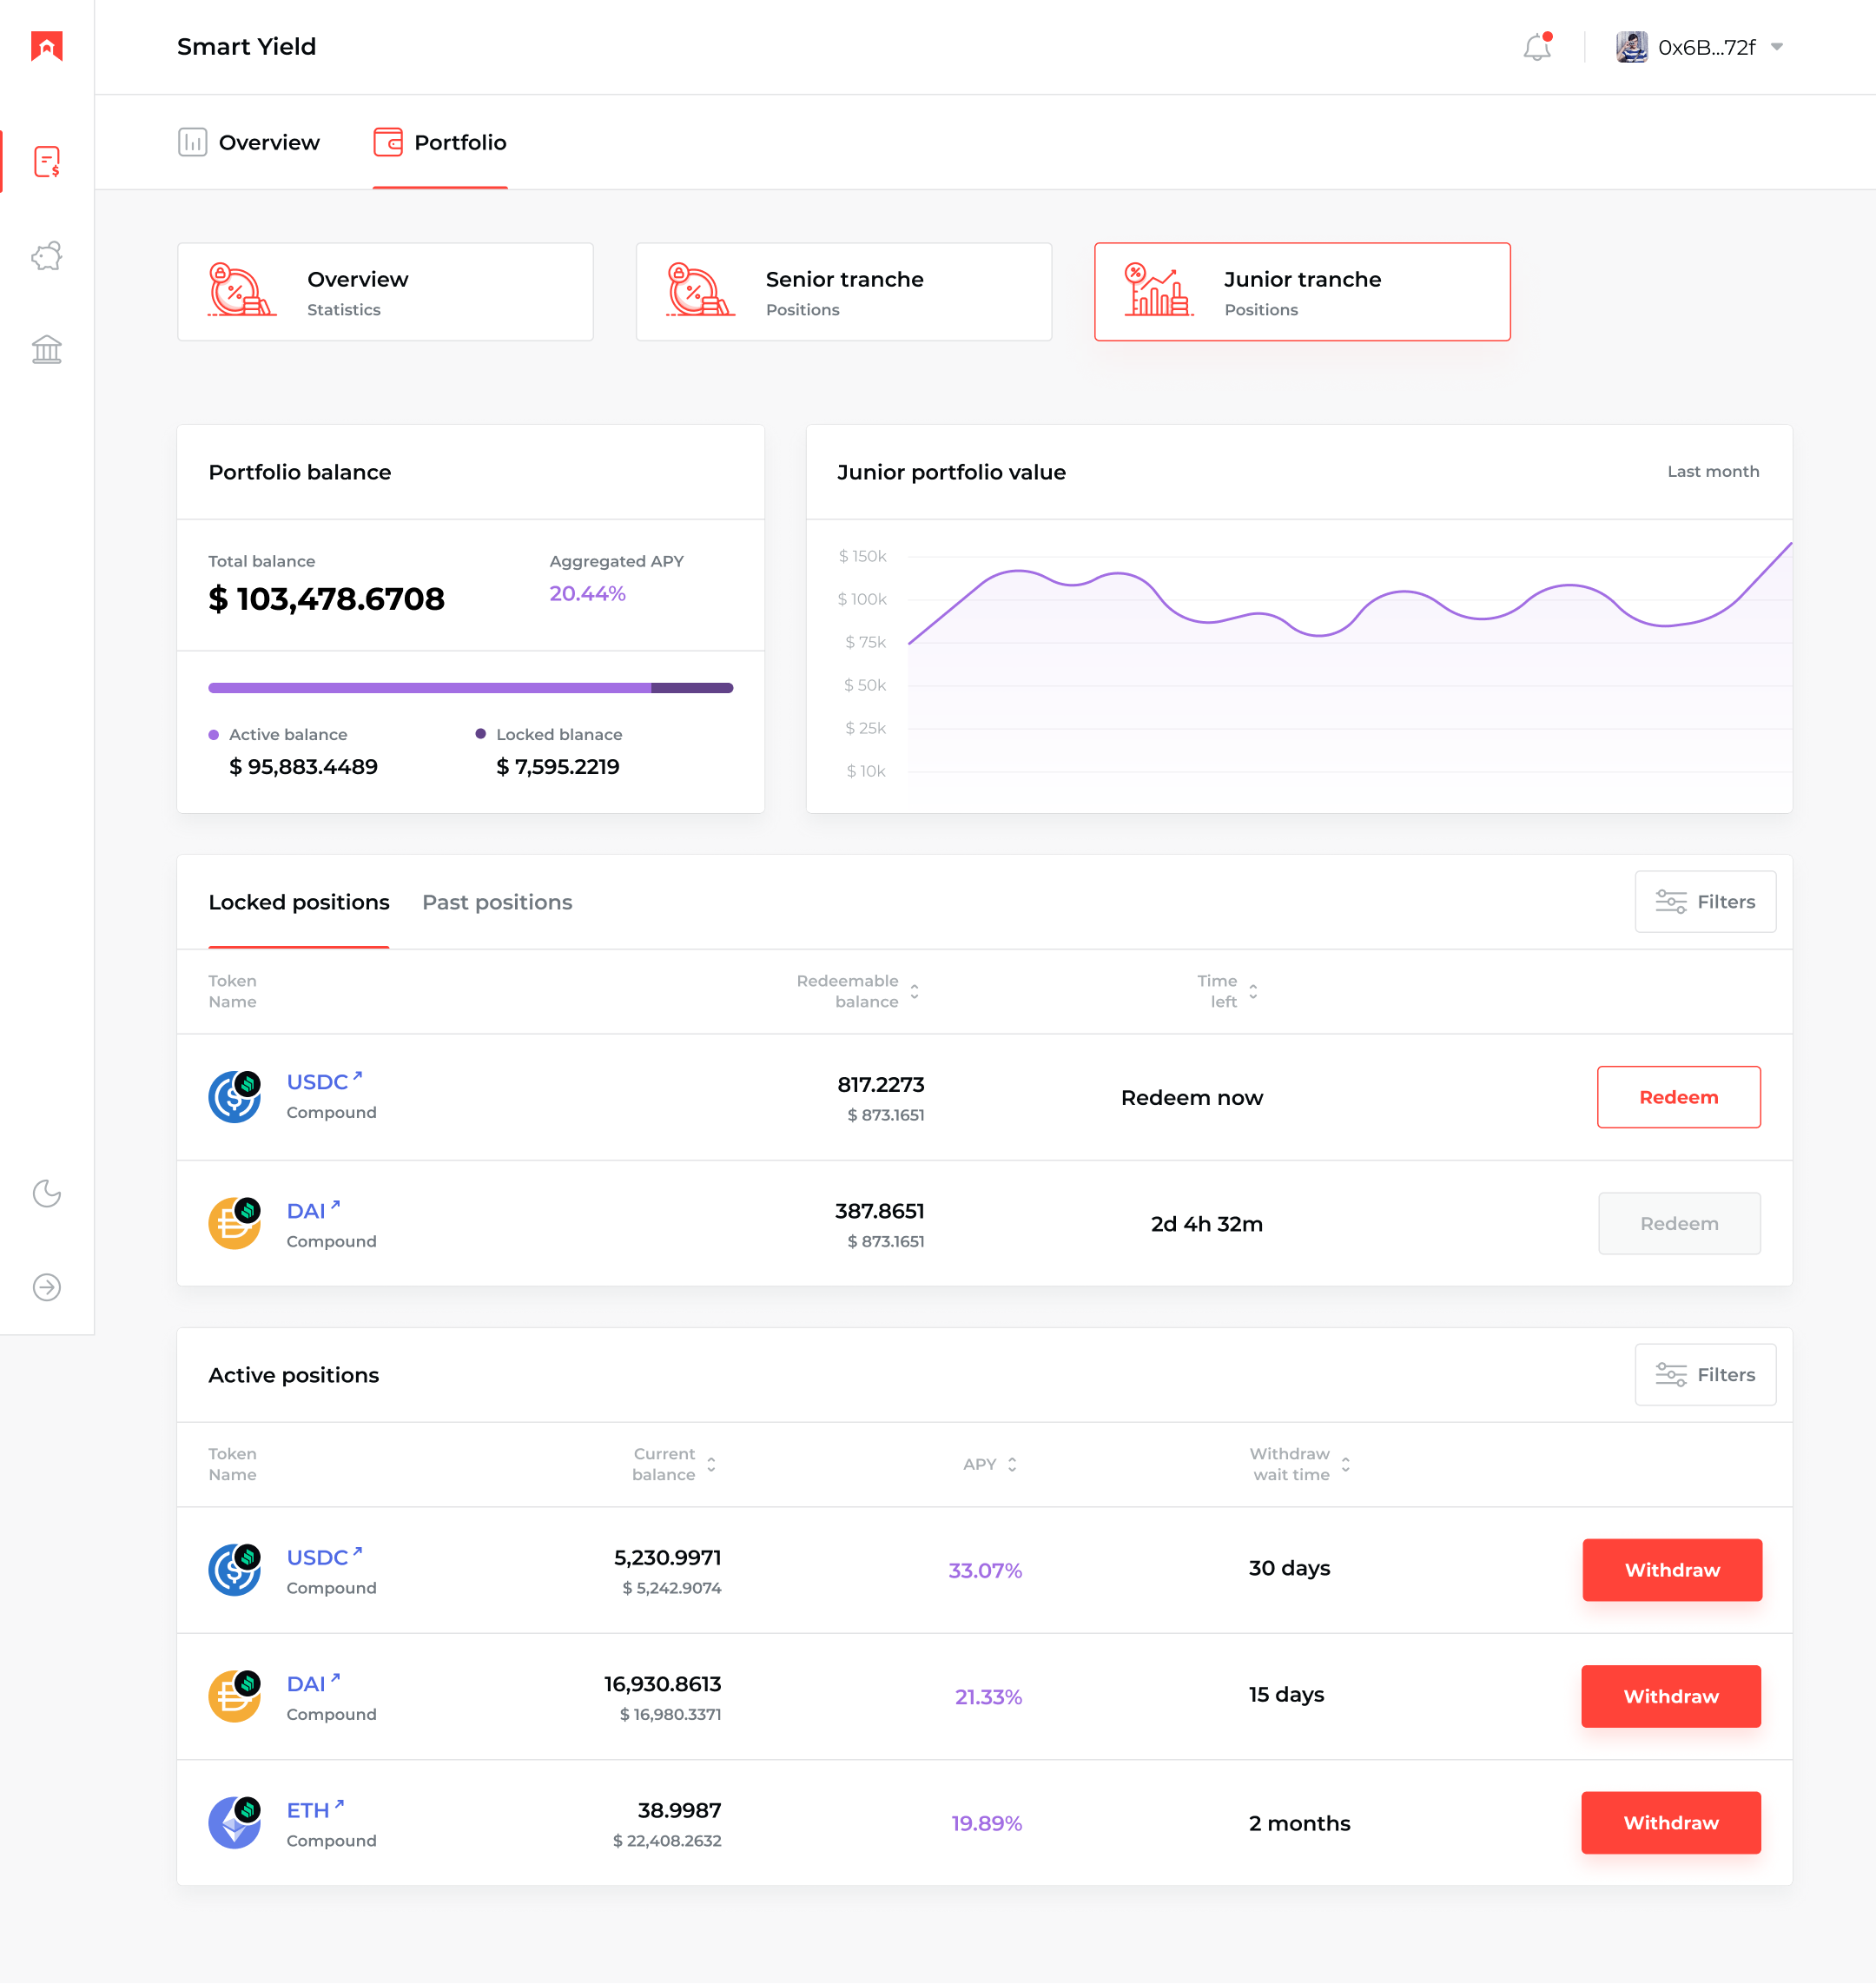 Smart Yield
0x6B...72f
Overview
Portfolio
Overview
Statistics
Senior tranche
Positions
Junior tranche
Positions
Portfolio balance
Total balance
$ 103,478.6708
Aggregated APY
20.44%
Active balance
$ 95,883.4489
Locked blanace
$ 7,595.2219
Junior portfolio value
Last month
$ 150k
$ 100k
$ 75k
$ 50k
$ 25k
$ 10k
Locked positions
Past positions
Filters
Token
Name
Redeemable
balance
Time
left
USDC
Compound
817.2273
$ 873.1651
Redeem now
Redeem
DAI
Compound
387.8651
$ 873.1651
2d 4h 32m
Redeem
Active positions
Filters
Token
Name
Current
balance
APY
Withdraw
wait time
USDC
Compound
5,230.9971
$ 5,242.9074
33.07%
30 days
Withdraw
DAI
Compound
16,930.8613
$ 16,980.3371
21.33%
15 days
Withdraw
ETH
Compound
38.9987
$ 22,408.2632
19.89%
2 months
Withdraw